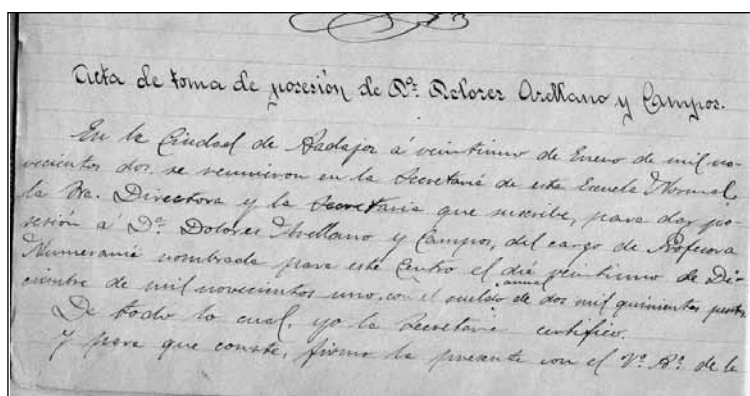 Acta de toma de posesión de Dª. Dolores Arellano y Campos.
En la Ciudad de Badajoz á veintiuno de Enero de mil no-
vecientos dos, se reunieron en la Secretaría de esta Escuela Normal,
la Sra. Directora y la Secretaria que suscribe, para dar po-
sesión á Dª. Dolores Arellano y Campos, del cargo de Profesora
Numeraria nombrada para este Centro el dia veintiuno de Di-
ciembre de mil novecientos uno, con el sueldo anual de dos mil quinientas pesetas.
De todo lo cual, yo la Secretaria certifico.
Y para que conste, firmo la presente con el Vº. Bº. de la